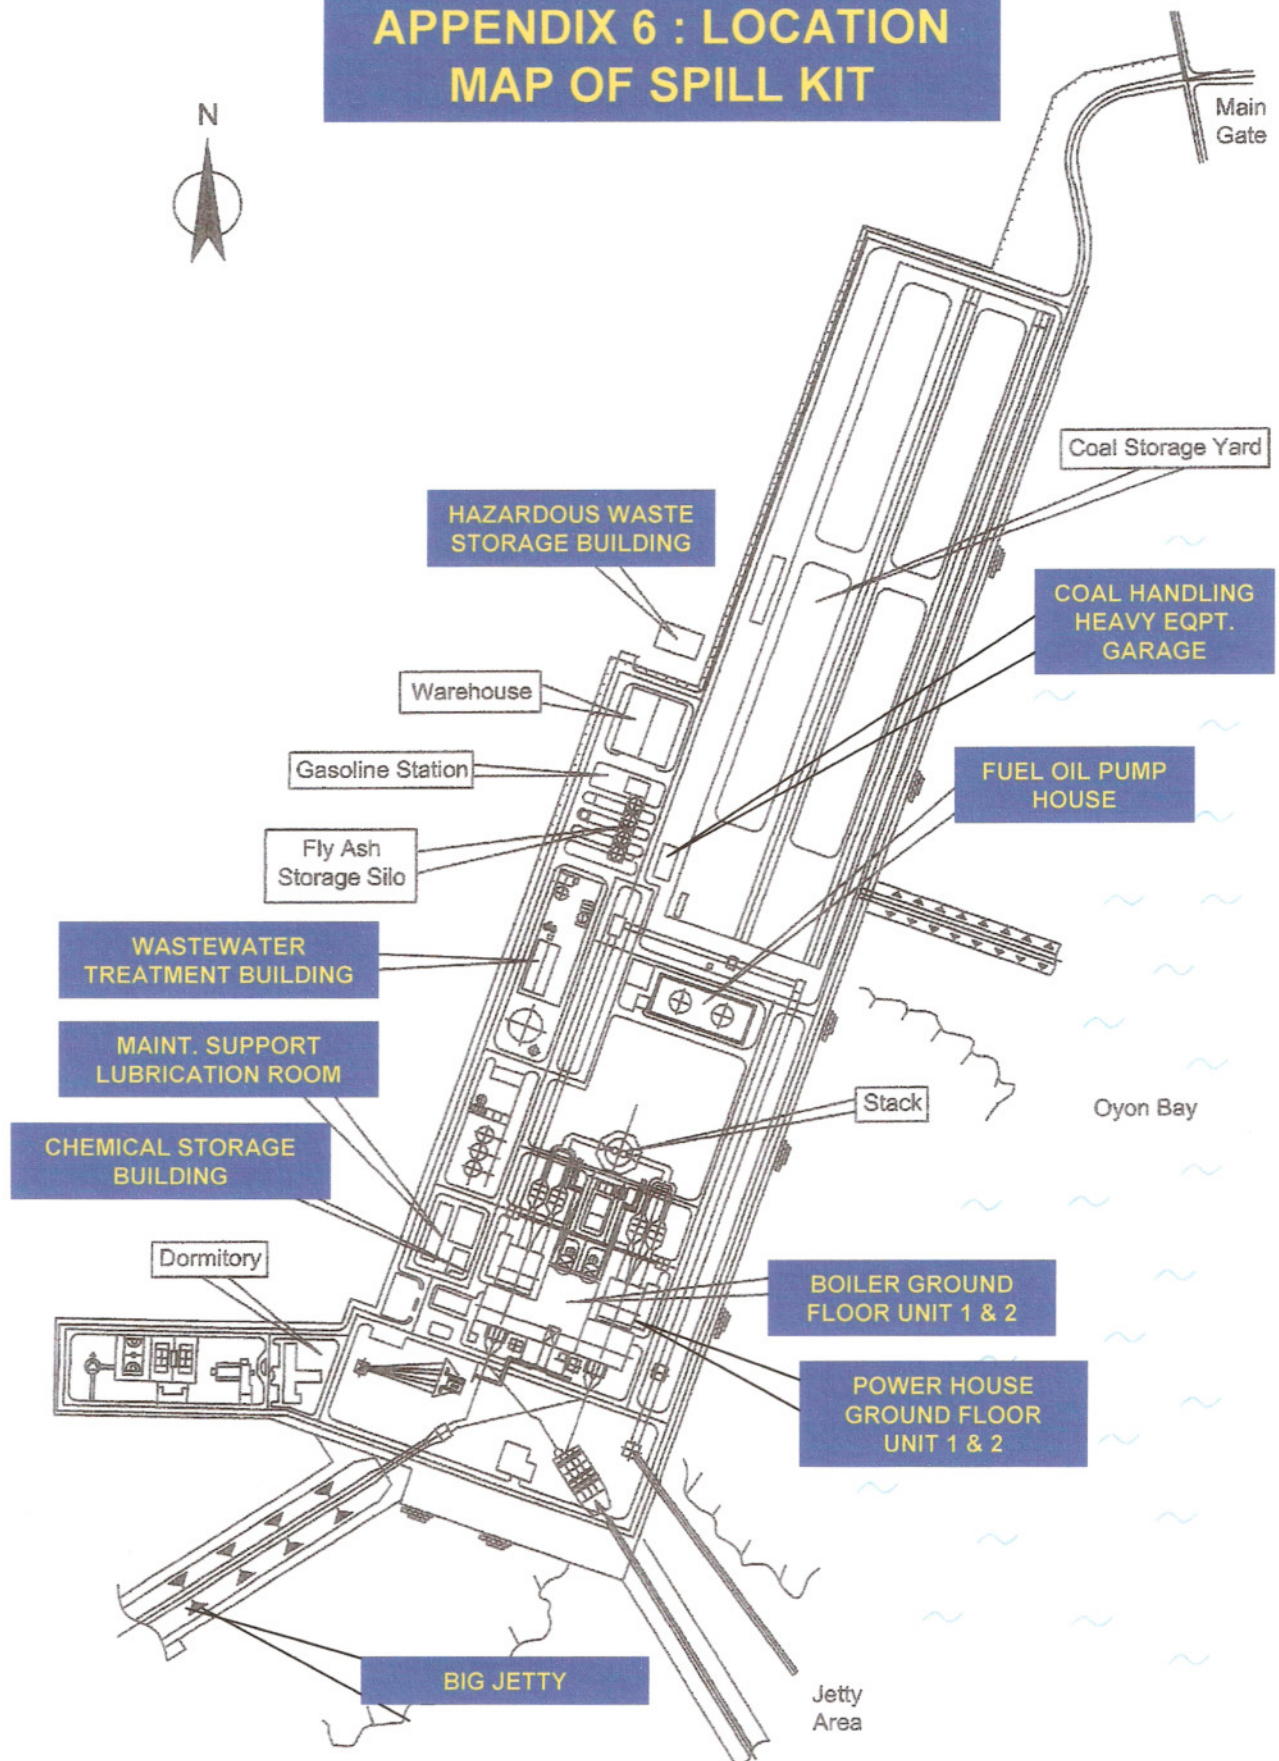 APPENDIX 6 : LOCATION
MAP OF SPILL KIT
N
Main
Gate
Coal Storage Yard
HAZARDOUS WASTE
STORAGE BUILDING
COAL HANDLING
HEAVY EQPT.
GARAGE
Warehouse
Gasoline Station
FUEL OIL PUMP
HOUSE
Fly Ash
Storage Silo
WASTEWATER
TREATMENT BUILDING
MAINT. SUPPORT
LUBRICATION ROOM
Stack
Oyon Bay
CHEMICAL STORAGE
BUILDING
Dormitory
BOILER GROUND
FLOOR UNIT 1 & 2
POWER HOUSE
GROUND FLOOR
UNIT 1 & 2
BIG JETTY
Jetty
Area